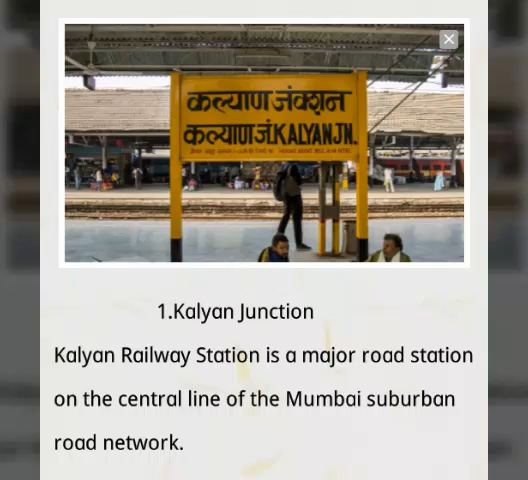 कल्याण जंक्शन
कल्याण जं. KALYAN JN.
1.Kalyan Junction
Kalyan Railway Station is a major road station
on the central line of the Mumbai suburban
road network.